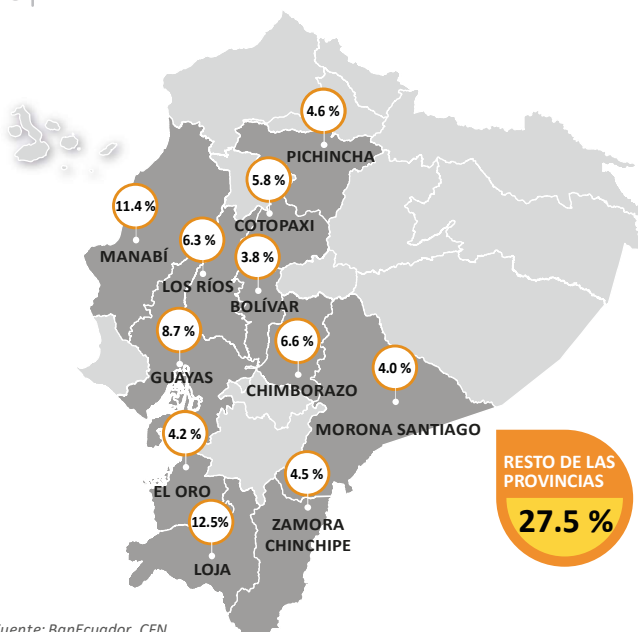 4.6 %
PICHINCHA
5.8 %
COTOPAXI
11.4 %
MANABÍ
6.3 %
LOS RÍOS
3.8 %
BOLÍVAR
8.7 %
GUAYAS
6.6 %
CHIMBORAZO
4.0 %
MORONA SANTIAGO
4.2 %
EL ORO
4.5 %
ZAMORA
CHINCHIPE
12.5%
LOJA
RESTO DE LAS
PROVINCIAS
27.5 %
uente: BanEcuador, CFN